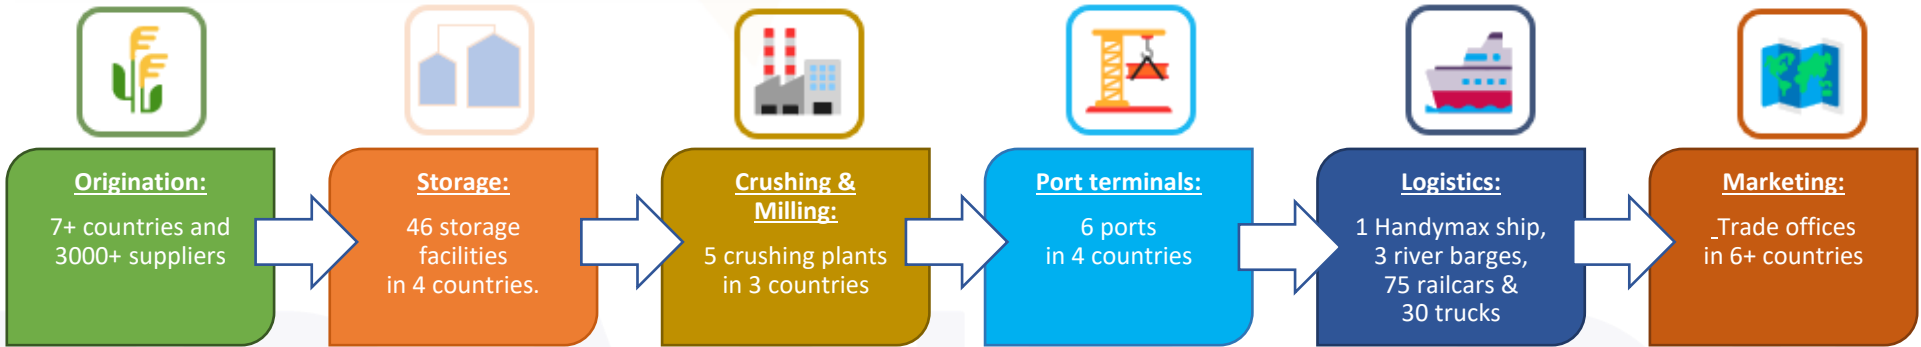 Origination:
7+ countries and
3000+ suppliers
Storage:
46 storage
facilities
in 4 countries.
Crushing &
Milling:
5 crushing plants
in 3 countries
Port terminals:
6 ports
in 4 countries
Logistics:
1 Handymax ship,
3 river barges,
75 railcars &
30 trucks
Marketing:
Trade offices
in 6+ countries